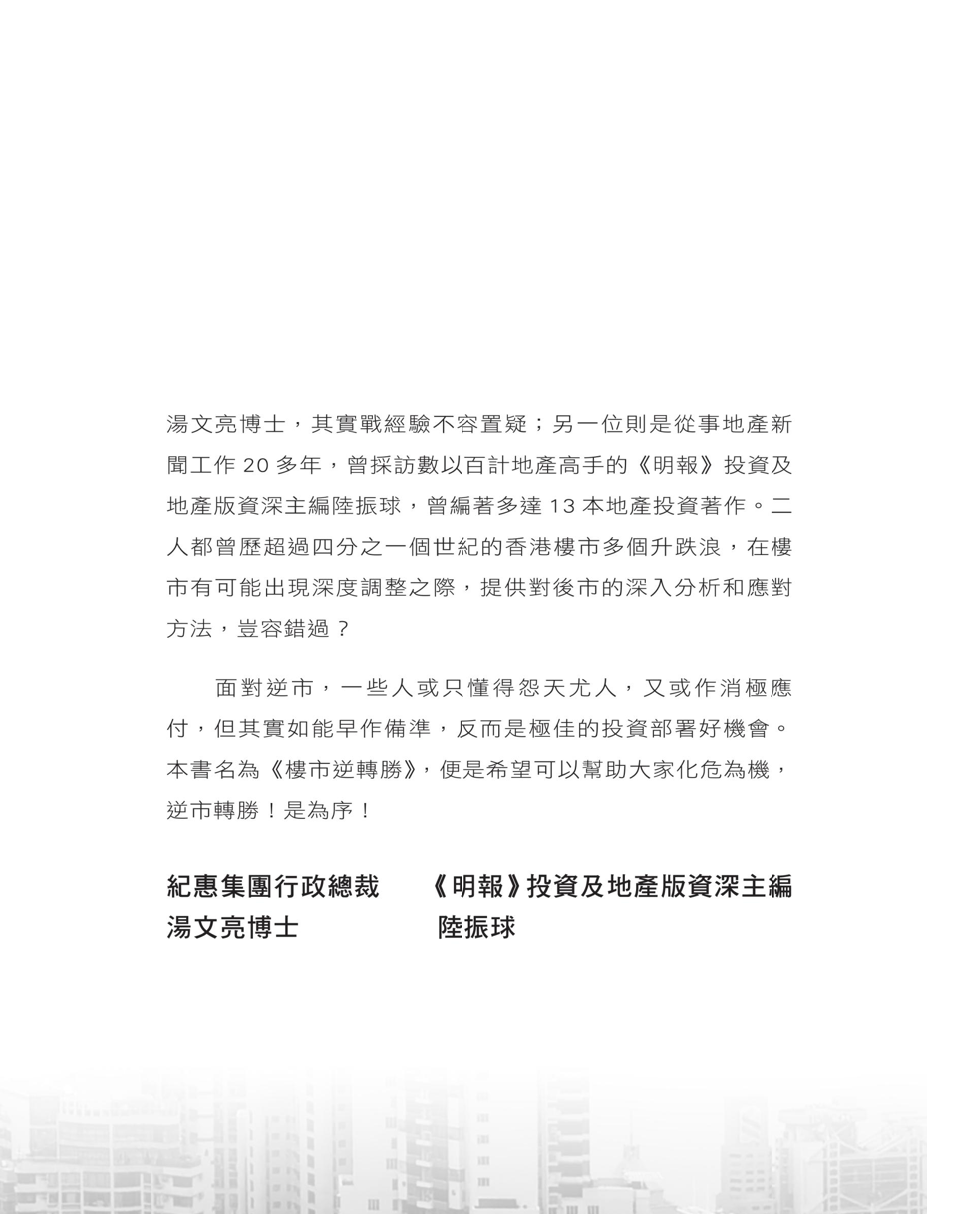 湯文亮博士，其實戰經驗不容置疑；另一位則是從事地產新
聞工作 20 多年，曾採訪數以百計地產高手的《明報》投資及
地產版資深主編陸振球，曾編著多達 13 本地產投資著作。二
人都曾歷超過四分之一個世紀的香港樓市多個升跌浪，在樓
市有可能出現深度調整之際，提供對後市的深入分析和應對
方法，豈容錯過？
面對逆市，一些人或只懂得怨天尤人，又或作消極應
付，但其實如能早作備準，反而是極佳的投資部署好機會。
本書名為《樓市逆轉勝》，便是希望可以幫助大家化危為機，
逆市轉勝！是為序！
紀惠集團行政總裁 《明報》投資及地產版資深主編
湯文亮博士 陸振球